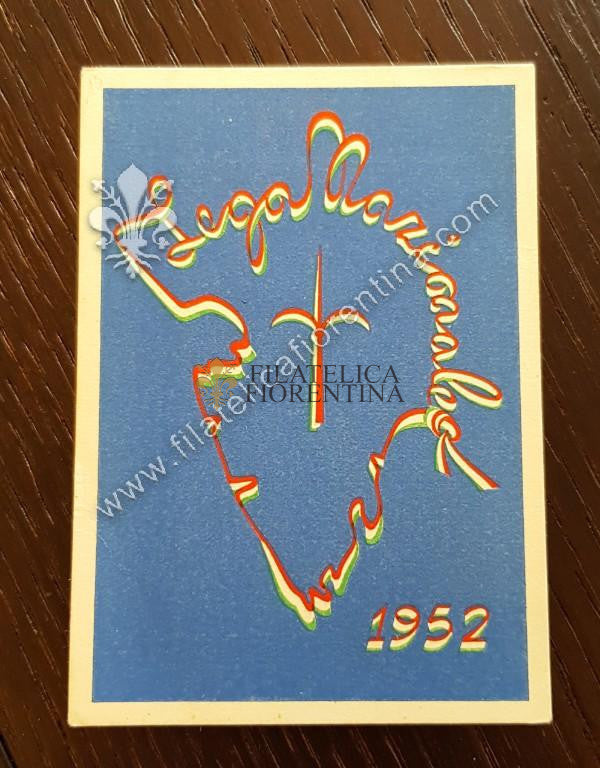 Lega Nazionale
www.filatelicafiorentina.com
FILATELICA
FIORENTINA
1952